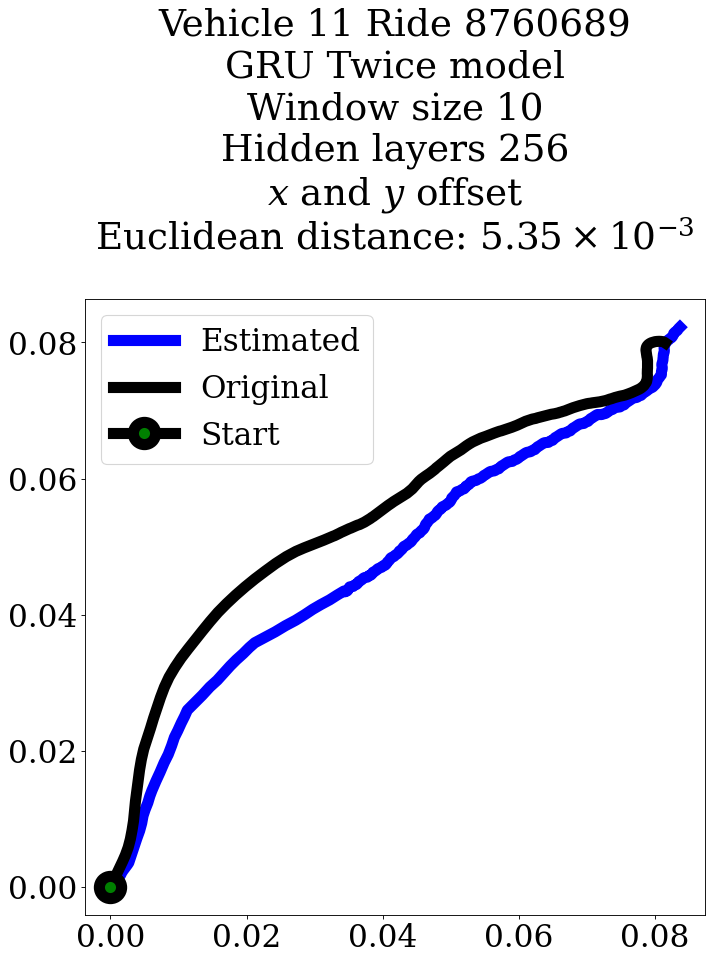 Vehicle 11 Ride 8760689
GRU Twice model
Window size 10
Hidden layers 256
x and y offset
Euclidean distance: 5.35 × 10⁻³
Estimated
Original
Start
0.08
0.06
0.04
0.02
0.00
0.00 0.02 0.04 0.06 0.08